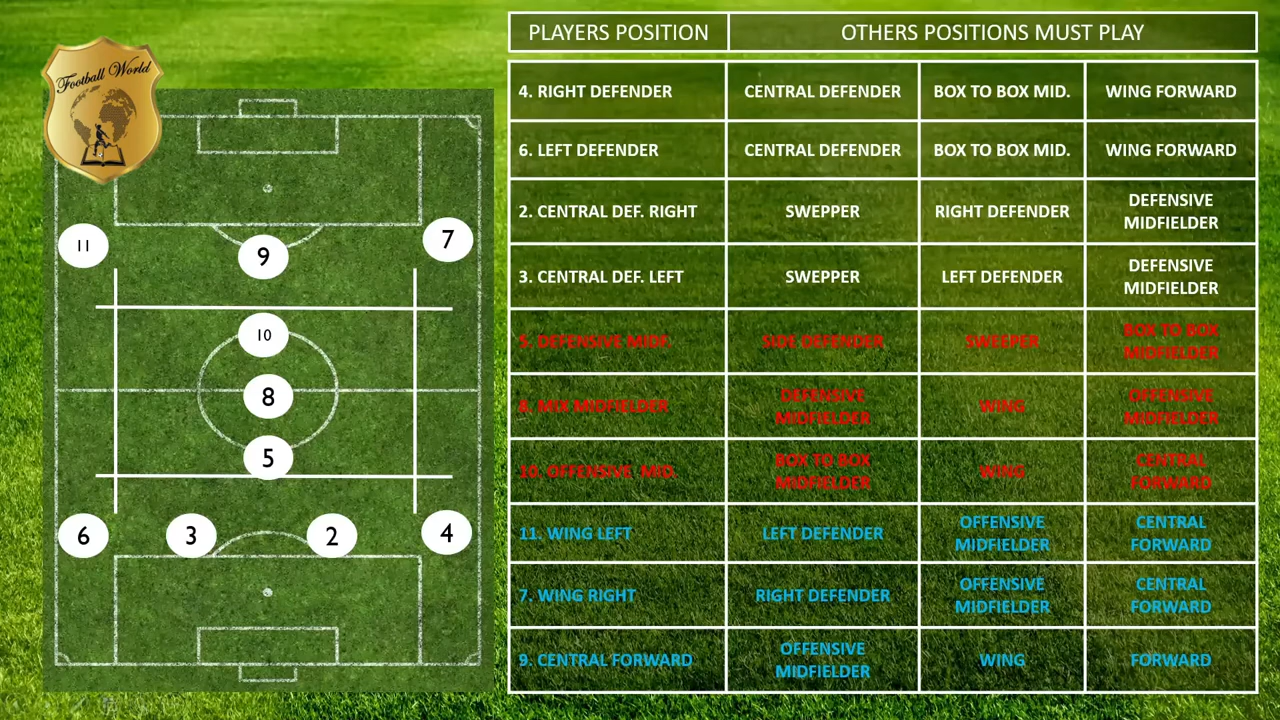 Football World
11
9
7
10
8
5
6
3
2
4
PLAYERS POSITION
OTHERS POSITIONS MUST PLAY
4. RIGHT DEFENDER
CENTRAL DEFENDER
BOX TO BOX MID.
WING FORWARD
6. LEFT DEFENDER
CENTRAL DEFENDER
BOX TO BOX MID.
WING FORWARD
2. CENTRAL DEF. RIGHT
SWEPPER
RIGHT DEFENDER
DEFENSIVE
MIDFIELDER
3. CENTRAL DEF. LEFT
SWEPPER
LEFT DEFENDER
DEFENSIVE
MIDFIELDER
5. DEFENSIVE MIDF.
SIDE DEFENDER
SWEEPER
BOX TO BOX
MIDFIELDER
8. MIX MIDFIELDER
DEFENSIVE
MIDFIELDER
WING
OFFENSIVE
MIDFIELDER
10. OFFENSIVE MID.
BOX TO BOX
MIDFIELDER
WING
CENTRAL
FORWARD
11. WING LEFT
LEFT DEFENDER
OFFENSIVE
MIDFIELDER
CENTRAL
FORWARD
7. WING RIGHT
RIGHT DEFENDER
OFFENSIVE
MIDFIELDER
CENTRAL
FORWARD
9. CENTRAL FORWARD
OFFENSIVE
MIDFIELDER
WING
FORWARD